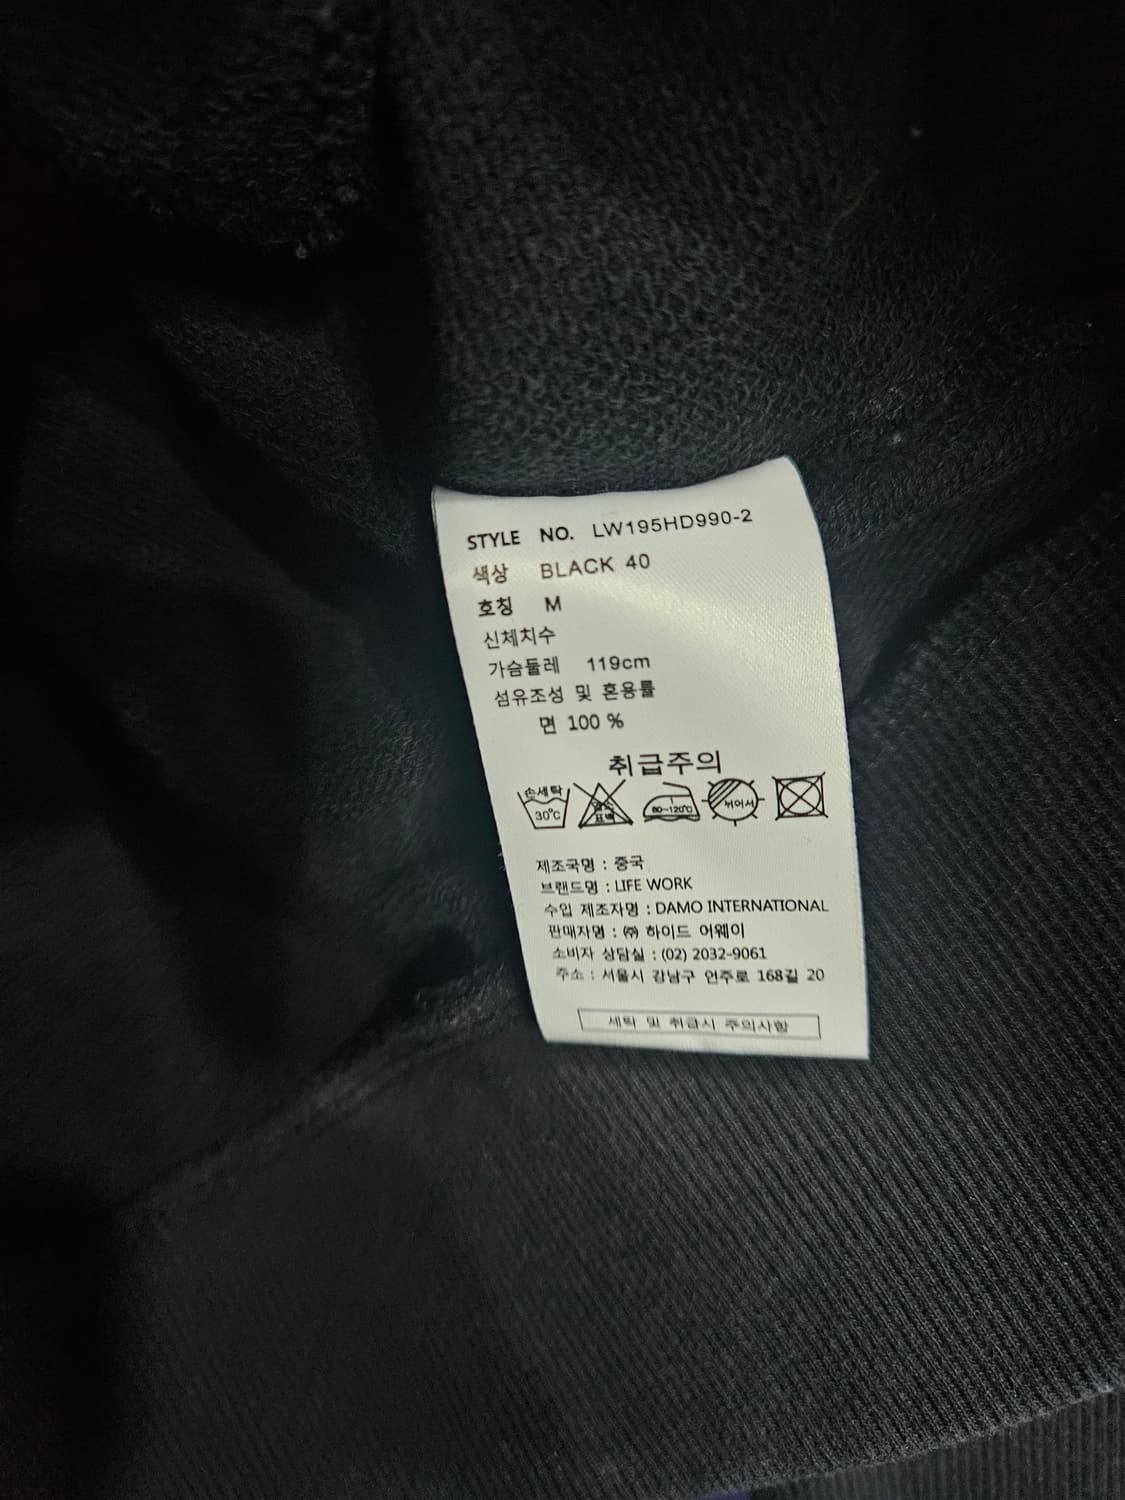 STYLE NO. LW195HD990-2
색상 BLACK 40
호칭 M
신체치수
가슴둘레 119cm
섬유조성 및 혼용률
면 100 %
취급주의
손세탁
30℃
염소
표백
80~120℃
뉘어서
제조국명 : 중국
브랜드명 : LIFE WORK
수입 제조자명 : DAMO INTERNATIONAL
판매자명 : ㈜ 하이드 어웨이
소비자 상담실 : (02) 2032-9061
주소 : 서울시 강남구 언주로 168길 20
세탁 및 취급시 주의사항